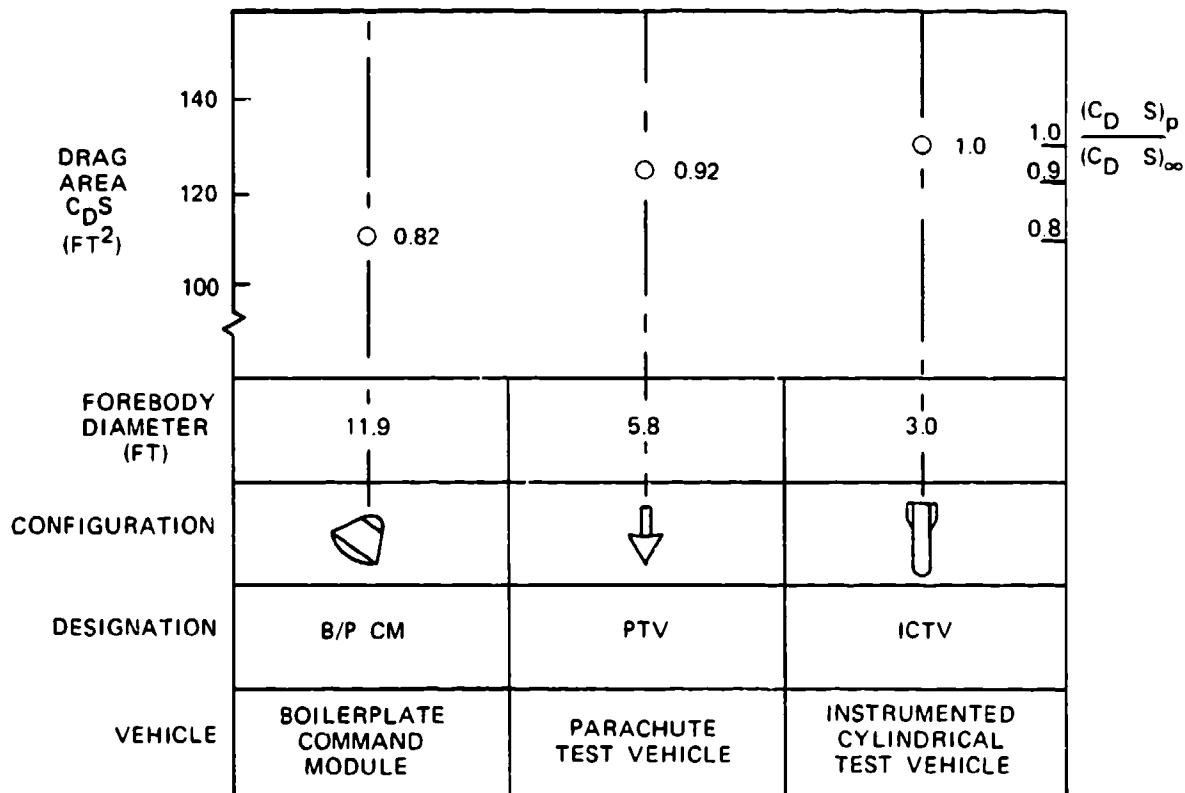 140
120
100
DRAG
AREA
C_DS
(FT²)
0.82
0.92
1.0
1.0
0.9
0.8
(C_D S)_p
(C_D S)_∞
FOREBODY
DIAMETER
(FT)
11.9
5.8
3.0
CONFIGURATION
DESIGNATION
B/P CM
PTV
ICTV
VEHICLE
BOILERPLATE
COMMAND
MODULE
PARACHUTE
TEST VEHICLE
INSTRUMENTED
CYLINDRICAL
TEST VEHICLE